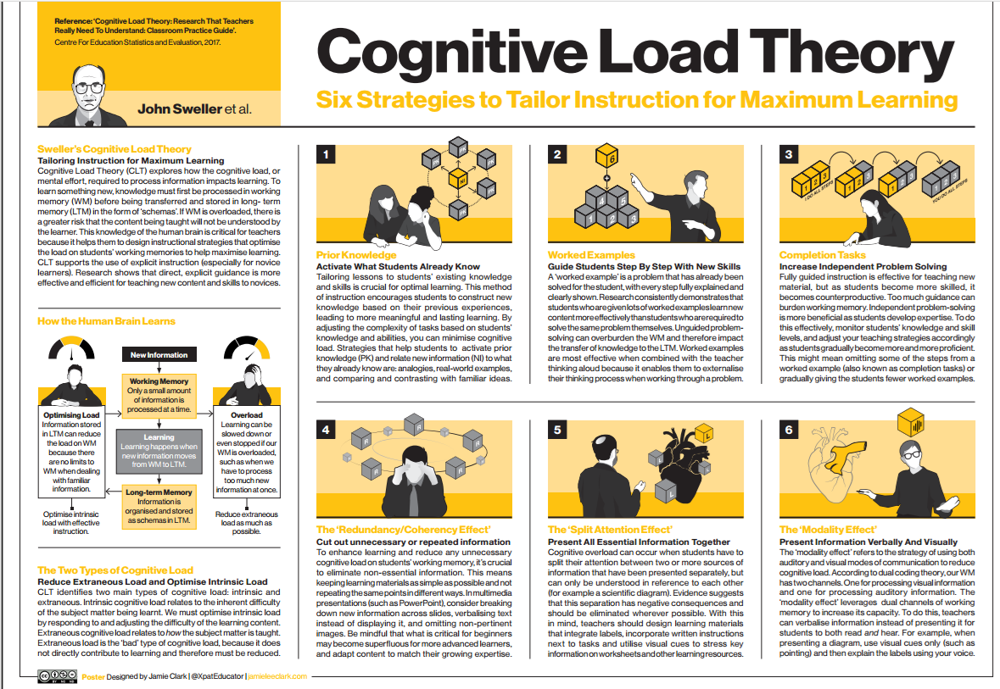 Reference: ‘Cognitive Load Theory: Research That Teachers
Really Need To Understand: Classroom Practice Guide’.
Centre For Education Statistics and Evaluation, 2017.
John Sweller et al.
Cognitive Load Theory
Six Strategies to Tailor Instruction for Maximum Learning
Sweller’s Cognitive Load Theory
Tailoring Instruction for Maximum Learning
Cognitive Load Theory (CLT) explores how the cognitive load, or
mental effort, required to process information impacts learning. To
learn something new, knowledge must first be processed in working
memory (WM) before being transferred and stored in long- term
memory (LTM) in the form of ‘schemas’. If WM is overloaded, there is
a greater risk that the content being taught will not be understood by
the learner. This knowledge of the human brain is critical for teachers
because it helps them to design instructional strategies that optimise
the load on students’ working memories to help maximise learning.
CLT supports the use of explicit instruction (especially for novice
learners). Research shows that direct, explicit guidance is more
effective and efficient for teaching new content and skills to novices.
How the Human Brain Learns
New Information
Working Memory
Only a small amount
of information is
processed at a time.
Optimising Load
Information stored
in LTM can reduce
the load on WM
because there
are no limits to
WM when dealing
with familiar
information.
Learning
Learning happens when
new information moves
from WM to LTM.
Overload
Learning can be
slowed down or
even stopped if our
WM is overloaded,
such as when we
have to process
too much new
information at once.
Long-term Memory
Information is
organised and stored
as schemas in LTM.
Optimise intrinsic
load with effective
instruction.
Reduce extraneous
load as much as
possible.
The Two Types of Cognitive Load
Reduce Extraneous Load and Optimise Intrinsic Load
CLT identifies two main types of cognitive load: intrinsic and
extraneous. Intrinsic cognitive load relates to the inherent difficulty
of the subject matter being learnt. We must optimise intrinsic load
by responding to and adjusting the difficulty of the learning content.
Extraneous cognitive load relates to how the subject matter is taught.
Extraneous load is the ‘bad’ type of cognitive load, because it does
not directly contribute to learning and therefore must be reduced.
1
PK
NI
PK
PK
Prior Knowledge
Activate What Students Already Know
Tailoring lessons to students’ existing knowledge
and skills is crucial for optimal learning. This method
of instruction encourages students to construct new
knowledge based on their previous experiences,
leading to more meaningful and lasting learning. By
adjusting the complexity of tasks based on students’
knowledge and abilities, you can minimise cognitive
load. Strategies that help students to activate prior
knowledge (PK) and relate new information (NI) to what
they already know are: analogies, real-world examples,
and comparing and contrasting with familiar ideas.
2
6
4 5
1 2 3
Worked Examples
Guide Students Step By Step With New Skills
A ‘worked example’ is a problem that has already been
solved for the student, with every step fully explained and
clearly shown. Research consistently demonstrates that
students who are given lots of worked examples learn new
content more effectively than students who are required to
solve the same problem themselves. Unguided problem-
solving can overburden the WM and therefore impact
the transfer of knowledge to the LTM. Worked examples
are most effective when combined with the teacher
thinking aloud because it enables them to externalise
their thinking process when working through a problem.
3
1 2 3
1 2 3
1 2 3
1 2 3
I DO ALL STEPS
YOU DO ALL STEPS
Completion Tasks
Increase Independent Problem Solving
Fully guided instruction is effective for teaching new
material, but as students become more skilled, it
becomes counterproductive. Too much guidance can
burden working memory. Independent problem-solving
is more beneficial as students develop expertise. To do
this effectively, monitor students’ knowledge and skill
levels, and adjust your teaching strategies accordingly
as students gradually become more and more proficient.
This might mean omitting some of the steps from a
worked example (also known as completion tasks) or
gradually giving the students fewer worked examples.
4
R
R
R
R
R
The ‘Redundancy/Coherency Effect’
Cut out unnecessary or repeated information
To enhance learning and reduce any unnecessary
cognitive load on students’ working memory, it’s crucial
to eliminate non-essential information. This means
keeping learning materials as simple as possible and not
repeating the same points in different ways. In multimedia
presentations (such as PowerPoint), consider breaking
down new information across slides, verbalising text
instead of displaying it, and omitting non-pertinent
images. Be mindful that what is critical for beginners
may become superfluous for more advanced learners,
and adapt content to match their growing expertise.
5
L
L
L
The ‘Split Attention Effect’
Present All Essential Information Together
Cognitive overload can occur when students have to
split their attention between two or more sources of
information that have been presented separately, but
can only be understood in reference to each other
(for example a scientific diagram). Evidence suggests
that this separation has negative consequences and
should be eliminated wherever possible. With this
in mind, teachers should design learning materials
that integrate labels, incorporate written instructions
next to tasks and utilise visual cues to stress key
information on worksheets and other learning resources.
6
The ‘Modality Effect’
Present Information Verbally And Visually
The ‘modality effect’ refers to the strategy of using both
auditory and visual modes of communication to reduce
cognitive load. According to dual coding theory, our WM
has two channels. One for processing visual information
and one for processing auditory information. The
‘modality effect’ leverages dual channels of working
memory to increase its capacity. To do this, teachers
can verbalise information instead of presenting it for
students to both read and hear. For example, when
presenting a diagram, use visual cues only (such as
pointing) and then explain the labels using your voice.
CC BY NC ND
Poster Designed by Jamie Clark | @XpatEducator | jamieleeclark.com